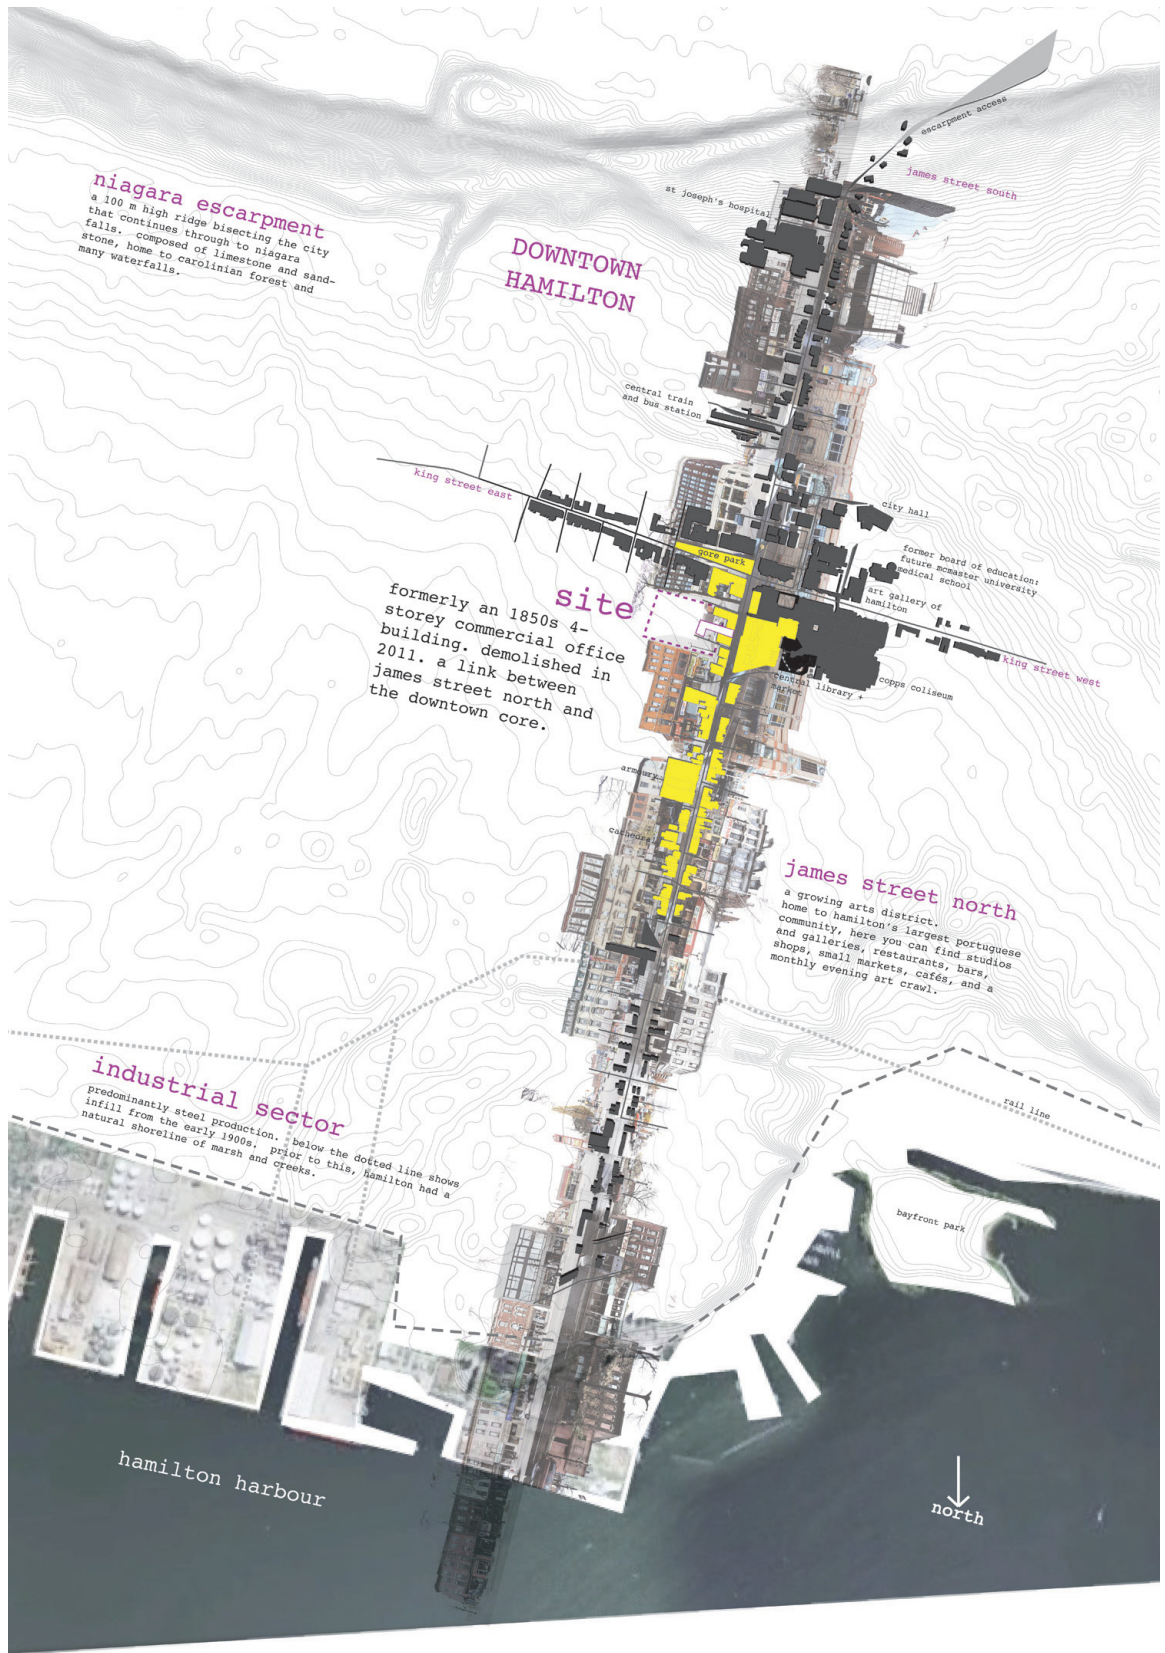 escarpment access
james street south
st joseph's hospital
niagara escarpment
a 100 m high ridge bisecting the city
that continues through to niagara
falls. composed of limestone and sand-
stone, home to carolinian forest and
many waterfalls.
DOWNTOWN
HAMILTON
central train
and bus station
king street east
city hall
gore park
former board of education:
future mcmaster university
medical school
art gallery of
hamilton
site
formerly an 1850s 4-
storey commercial office
building. demolished in
2011. a link between
james street north and
the downtown core.
king street west
central library +
market
copps coliseum
armoury
cathedral
james street north
a growing arts district.
home to hamilton's largest portuguese
community, here you can find studios
and galleries, restaurants, bars,
shops, small markets, cafés, and a
monthly evening art crawl.
industrial sector
predominantly steel production. below the dotted line shows
infill from the early 1900s. prior to this, hamilton had a
natural shoreline of marsh and creeks.
rail line
bayfront park
hamilton harbour
north